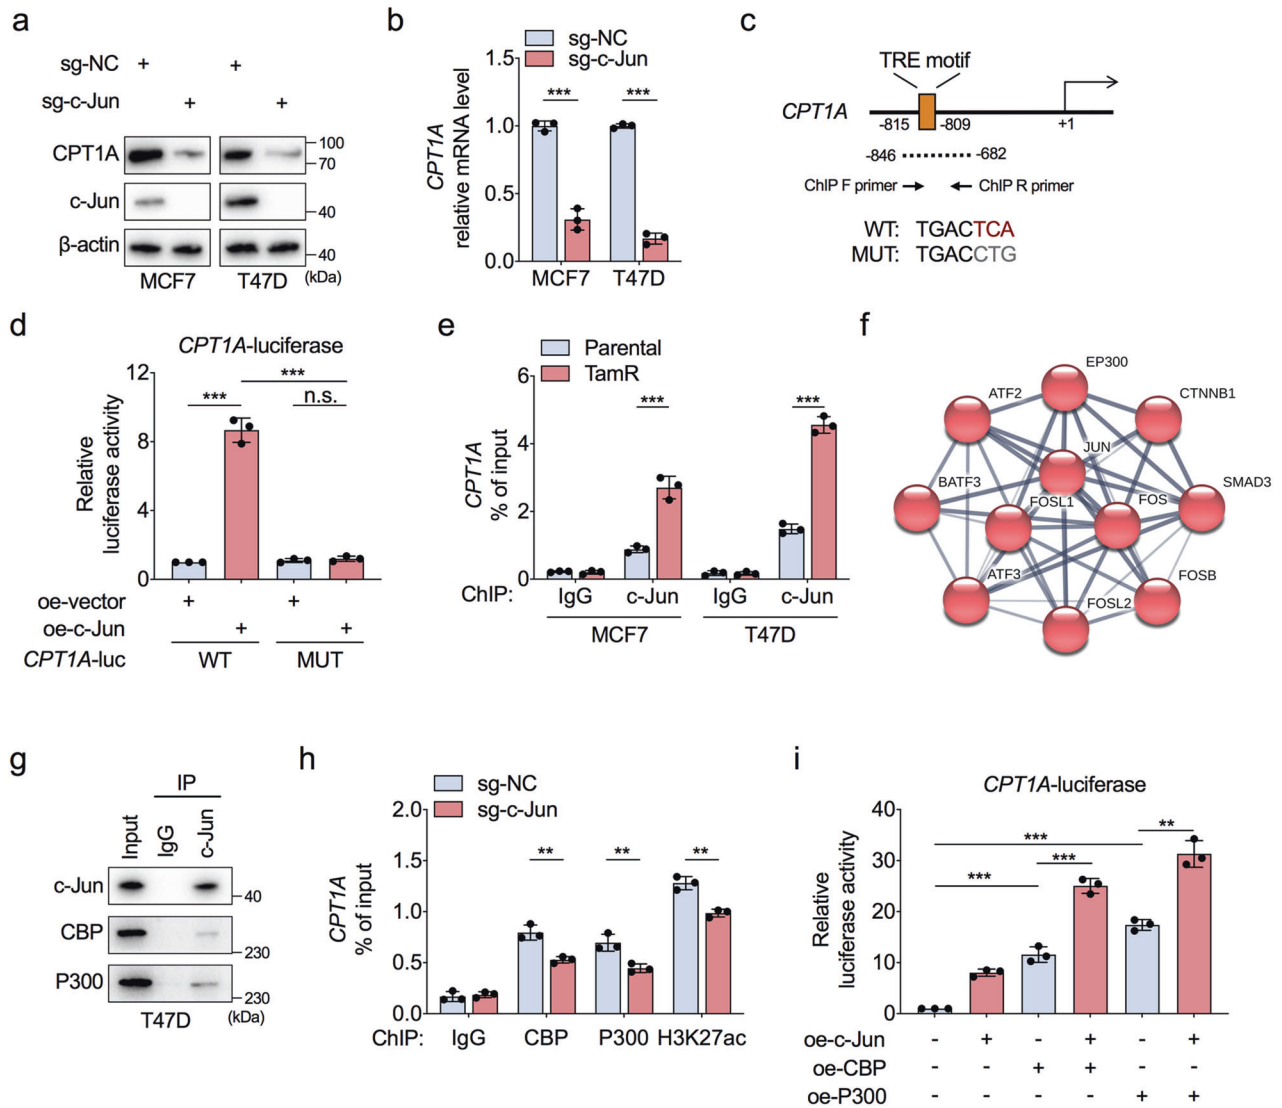 a
sg-NC + +
sg-c-Jun + +
CPT1A
100
70
c-Jun
40
β-actin
40
MCF7 T47D (kDa)
b
sg-NC
sg-c-Jun
CPT1A
relative mRNA level
1.5
1.0
0.5
0.0
*** ***
MCF7 T47D
c
TRE motif
CPT1A
-815 -809 +1
-846 -682
ChIP F primer ChIP R primer
WT: TGACTCA
MUT: TGACCTG
d
CPT1A-luciferase
Relative
luciferase activity
12
8
4
0
***
*** n.s.
oe-vector + +
oe-c-Jun + +
CPT1A-luc WT MUT
e
Parental
TamR
CPT1A
% of input
6
4
2
0
*** ***
ChIP: IgG c-Jun IgG c-Jun
MCF7 T47D
f
EP300
ATF2 CTNNB1
JUN
BATF3 SMAD3
FOSL1 FOS
ATF3 FOSB
FOSL2
g
IP
Input IgG c-Jun
c-Jun
40
CBP
230
P300
230
T47D (kDa)
h
sg-NC
sg-c-Jun
CPT1A
% of input
2.0
1.5
1.0
0.5
0.0
** ** **
ChIP: IgG CBP P300 H3K27ac
i
CPT1A-luciferase
Relative
luciferase activity
40
30
20
10
0
**
***
***
***
oe-c-Jun - + - + - +
oe-CBP - - + + - -
oe-P300 - - - - + +